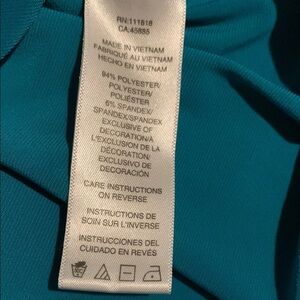 RN:111818
CA:45885
MADE IN VIETNAM
FABRIQUÉ AU VIETNAM
HECHO EN VIETNAM
94% POLYESTER/
POLYESTER/
POLIÉSTER
6% SPANDEX/
SPANDEX/SPANDEX
EXCLUSIVE OF
DECORATION/À
L'EXCLUSION DE LA
DÉCORATION/
EXCLUSIVO DE
DECORACIÓN
CARE INSTRUCTIONS
ON REVERSE
INSTRUCTIONS DE
SOIN SUR L'INVERSE
INSTRUCCIONES DEL
CUIDADO EN REVÉS